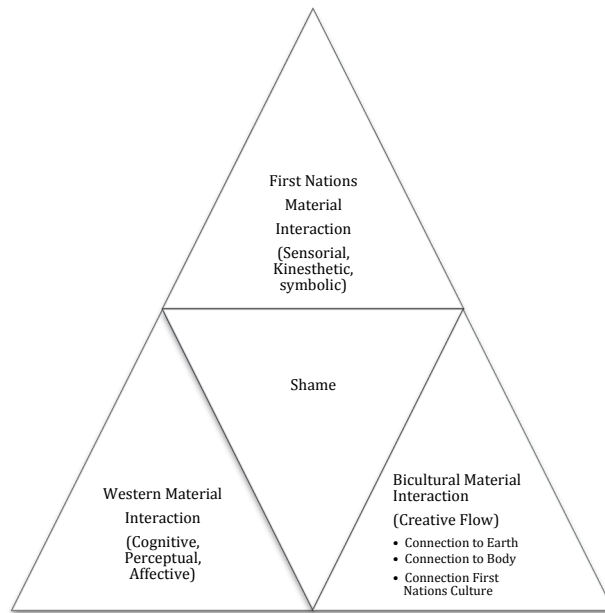 First Nations
Material
Interaction
(Sensorial,
Kinesthetic,
symbolic)
Shame
Western Material
Interaction
(Cognitive,
Perceptual,
Affective)
Bicultural Material
Interaction
(Creative Flow)
• Connection to Earth
• Connection to Body
• Connection First
Nations Culture